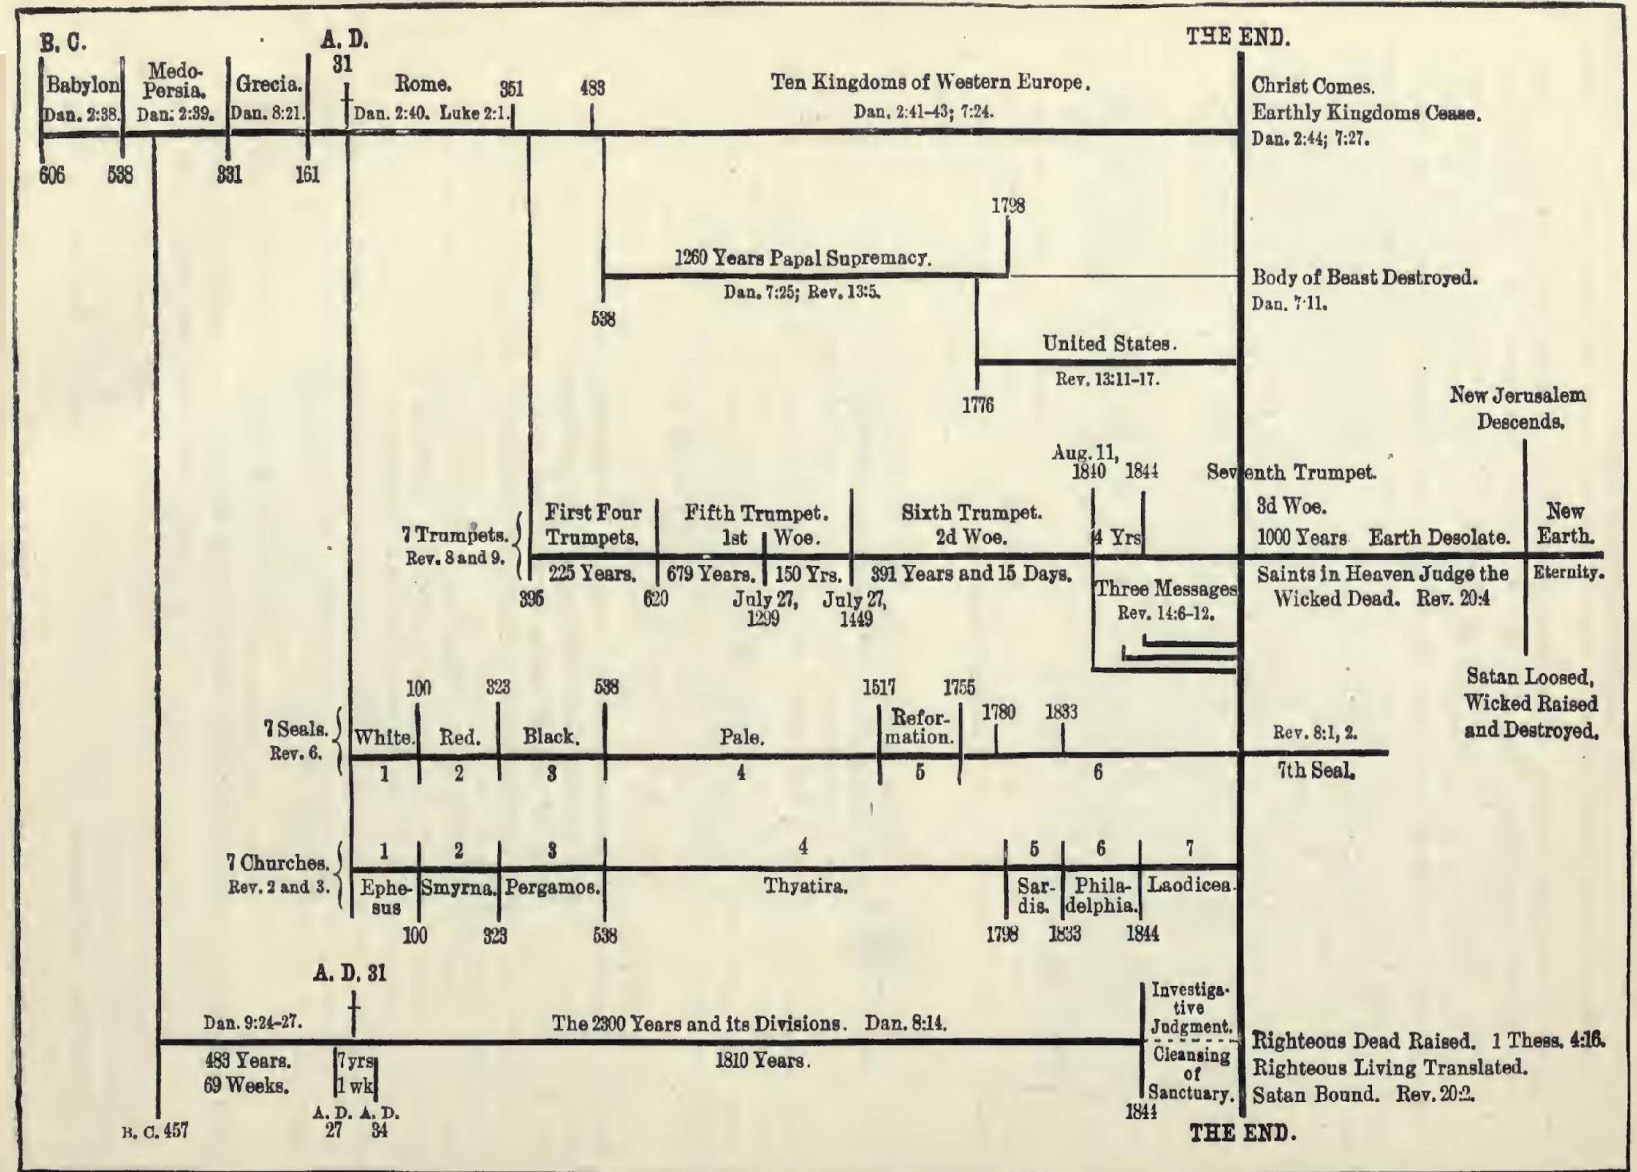 B. C.
A. D.
31
THE END.
Babylon
Dan. 2:38.
Medo-
Persia.
Dan. 2:39.
Grecia.
Dan. 8:21.
Rome.
Dan. 2:40. Luke 2:1.
351
483
Ten Kingdoms of Western Europe.
Dan. 2:41-43; 7:24.
Christ Comes.
Earthly Kingdoms Cease.
Dan. 2:44; 7:27.
606
538
331
161
1798
1260 Years Papal Supremacy.
Dan. 7:25; Rev. 13:5.
538
Body of Beast Destroyed.
Dan. 7:11.
United States.
Rev. 13:11-17.
1776
New Jerusalem
Descends.
Aug. 11,
1840
1844
Seventh Trumpet.
3d Woe.
1000 Years Earth Desolate.
New
Earth.
7 Trumpets.
Rev. 8 and 9.
First Four
Trumpets.
225 Years.
Fifth Trumpet.
1st Woe.
679 Years.
150 Yrs.
Sixth Trumpet.
2d Woe.
391 Years and 15 Days.
4 Yrs
395
620
July 27,
1299
July 27,
1449
Three Messages
Rev. 14:6-12.
Saints in Heaven Judge the
Wicked Dead. Rev. 20:4
Eternity.
Satan Loosed,
Wicked Raised
and Destroyed.
100
323
538
1517
1755
1780
1833
7 Seals.
Rev. 6.
White.
Red.
Black.
Pale.
Refor-
mation.
Rev. 8:1, 2.
1
2
3
4
5
6
7th Seal.
7 Churches.
Rev. 2 and 3.
1
2
3
4
5
6
7
Ephe-
sus
Smyrna.
Pergamos.
Thyatira.
Sar-
dis.
Phila-
delphia.
Laodicea.
100
323
538
1798
1833
1844
A. D. 31
Dan. 9:24-27.
The 2300 Years and its Divisions. Dan. 8:14.
Investiga-
tive
Judgment.
483 Years.
69 Weeks.
7 yrs
1 wk
1810 Years.
Cleansing
of
Sanctuary.
Righteous Dead Raised. 1 Thess. 4:16.
Righteous Living Translated.
Satan Bound. Rev. 20:2.
B. C. 457
A. D.
27
A. D.
34
1844
THE END.